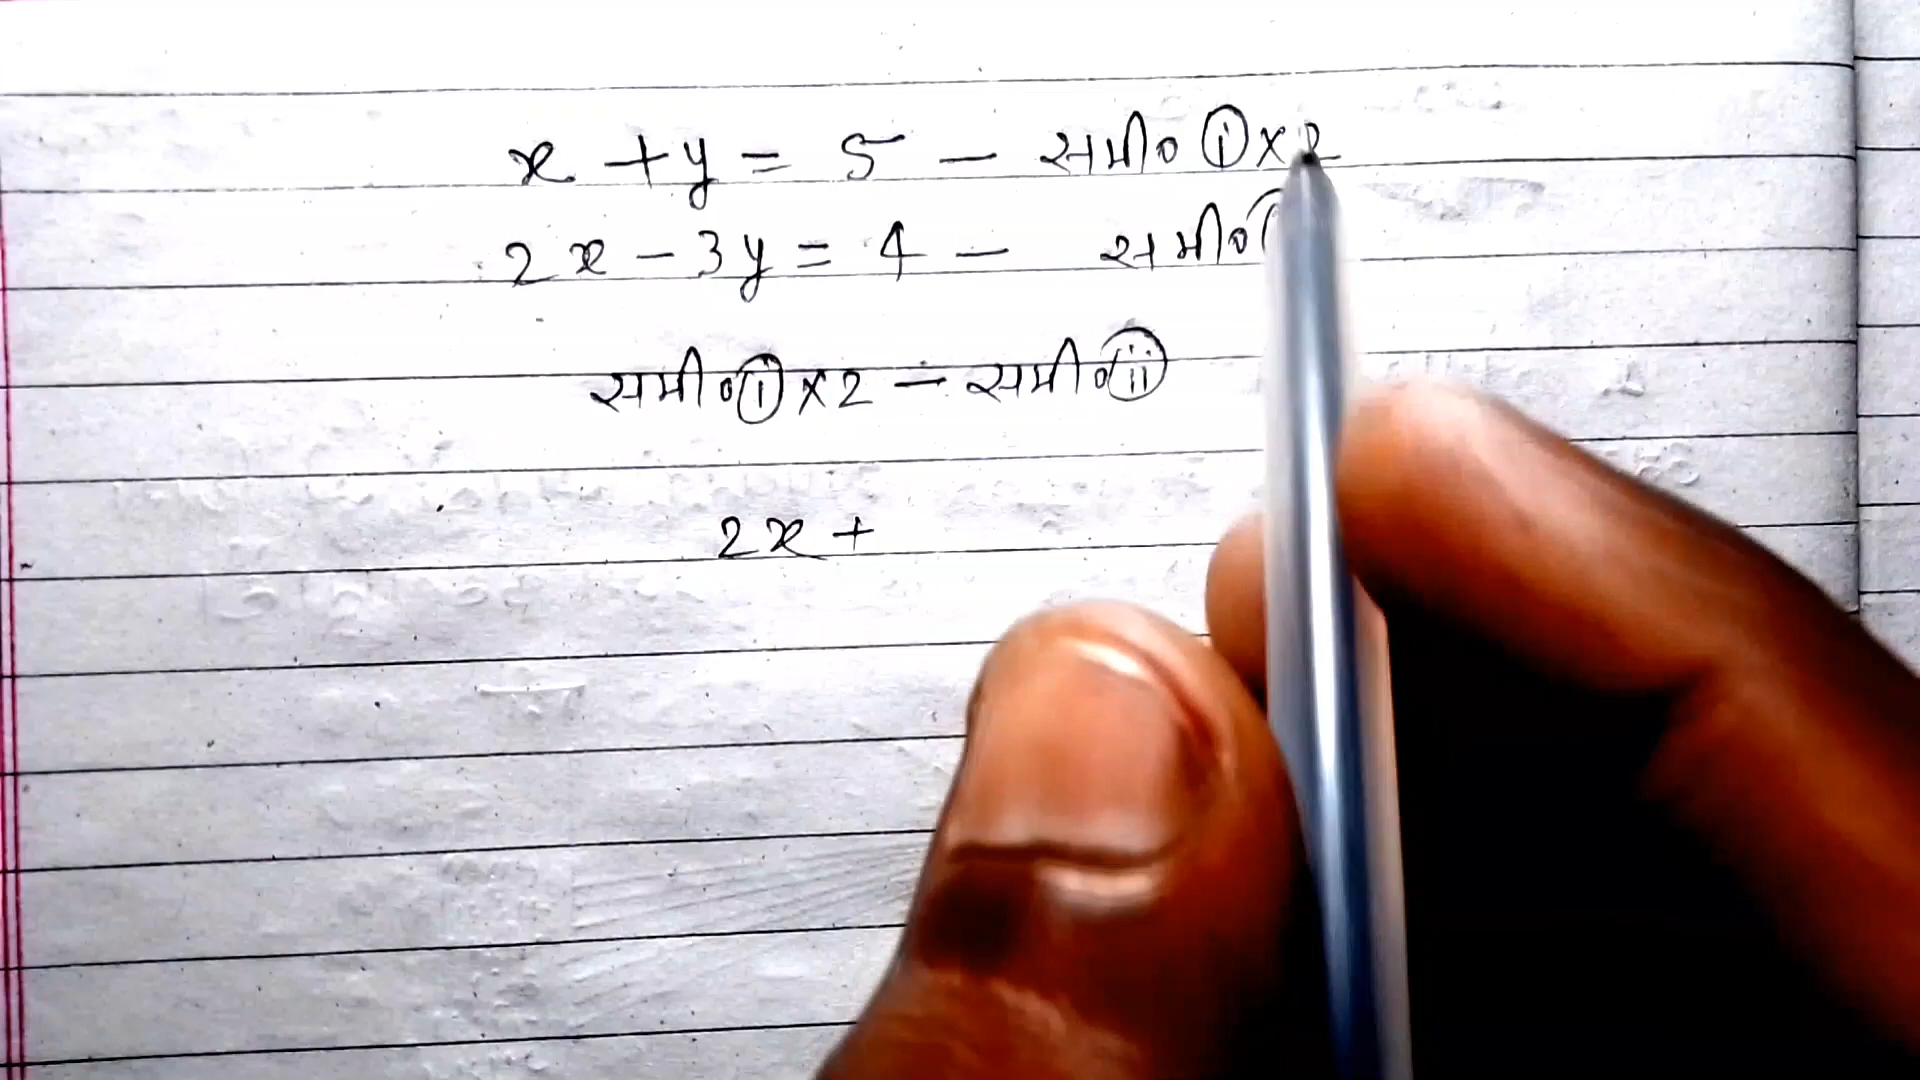 x + y = 5 – समी० (i) × 2
2x – 3y = 4 – समी०
समी० (i) × 2 – समी० (ii)
2x +